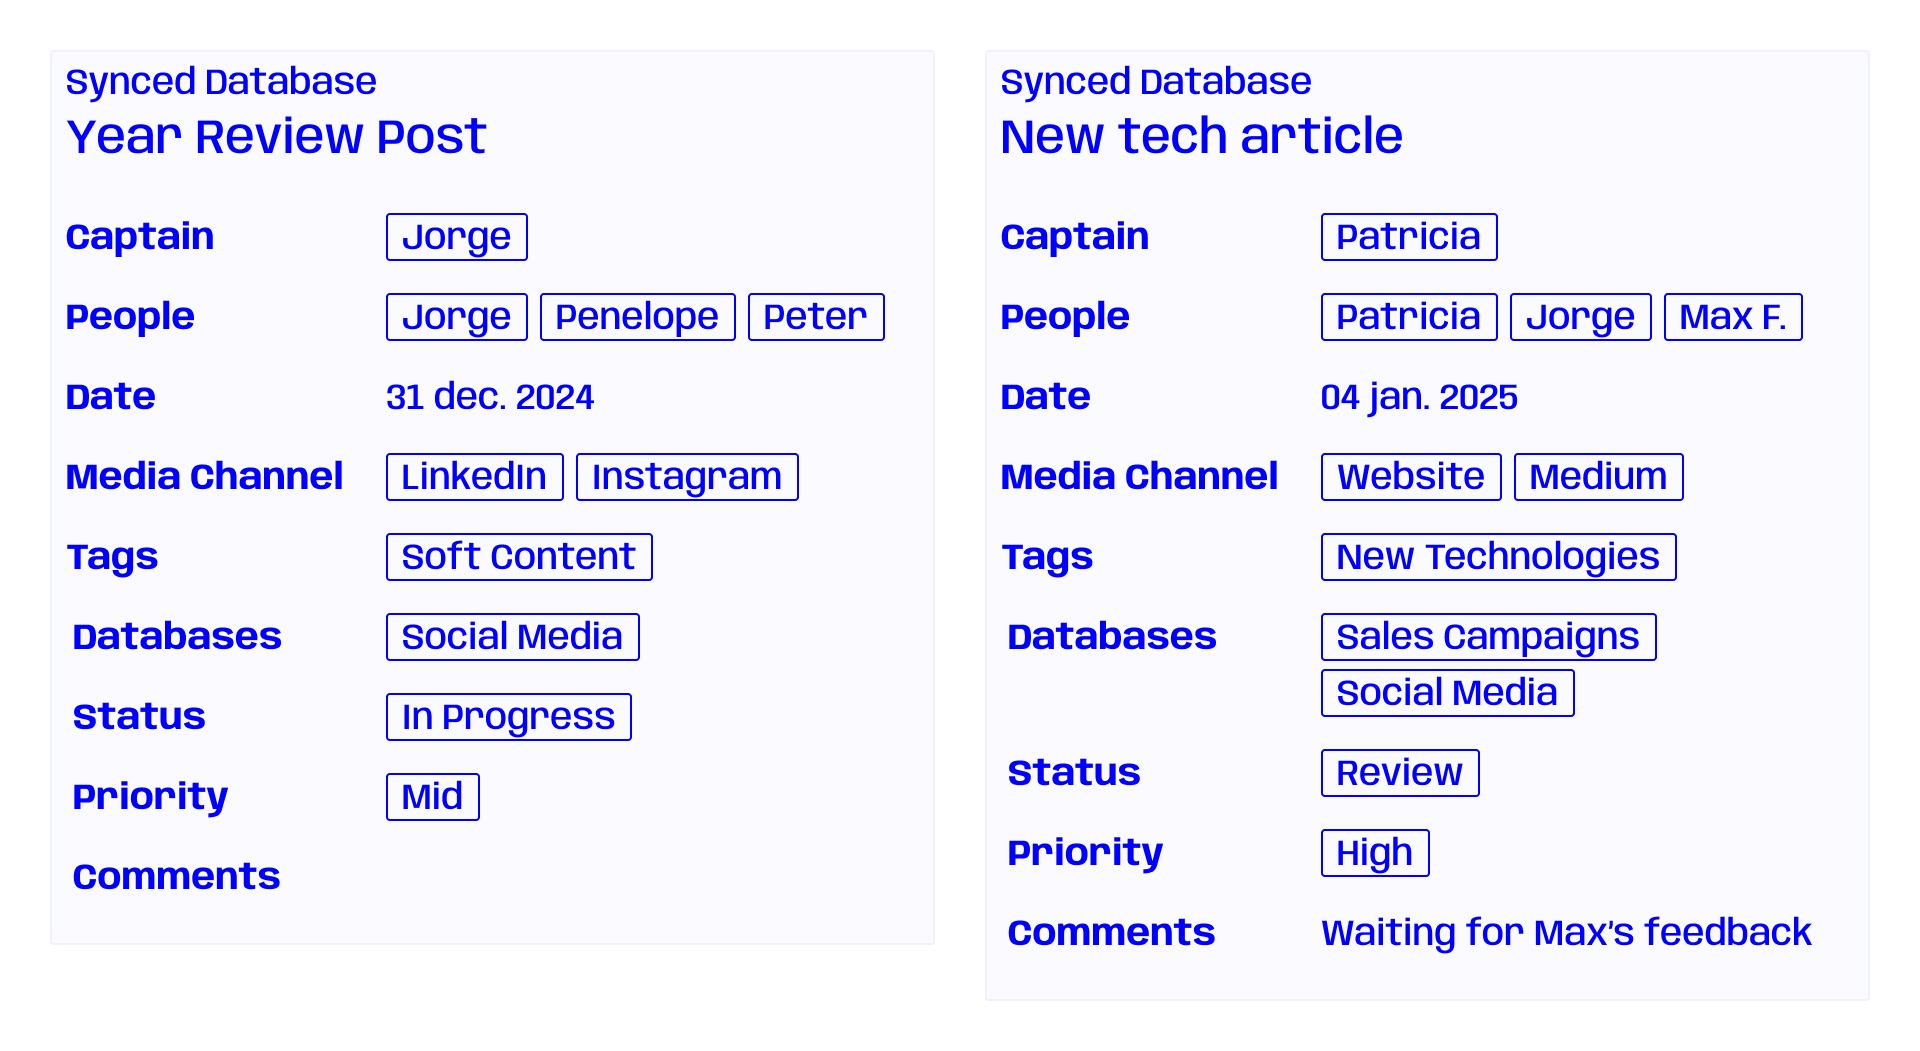 Synced Database
Year Review Post
Captain Jorge
People Jorge Penelope Peter
Date 31 dec. 2024
Media Channel LinkedIn Instagram
Tags Soft Content
Databases Social Media
Status In Progress
Priority Mid
Comments
Synced Database
New tech article
Captain Patricia
People Patricia Jorge Max F.
Date 04 jan. 2025
Media Channel Website Medium
Tags New Technologies
Databases Sales Campaigns
Social Media
Status Review
Priority High
Comments Waiting for Max's feedback